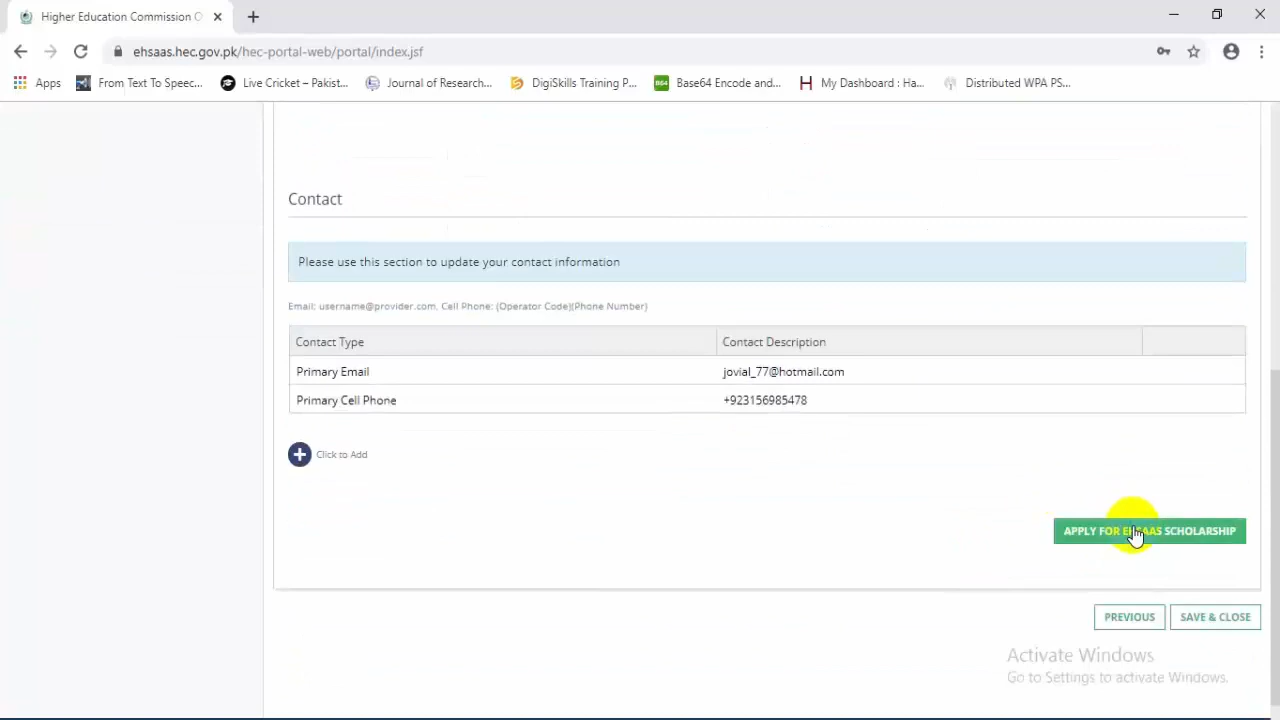 Higher Education Commission O
ehsaas.hec.gov.pk/hec-portal-web/portal/index.jsf
Apps From Text To Speec... Live Cricket – Pakist... Journal of Research... DigiSkills Training P... B64 Base64 Encode and... H My Dashboard : Ha... Distributed WPA PS...
Contact
Please use this section to update your contact information
Email: username@provider.com, Cell Phone: (Operator Code)(Phone Number)
Contact Type Contact Description
Primary Email jovial_77@hotmail.com
Primary Cell Phone +923156985478
Click to Add
APPLY FOR EHSAAS SCHOLARSHIP
PREVIOUS SAVE & CLOSE
Activate Windows
Go to Settings to activate Windows.